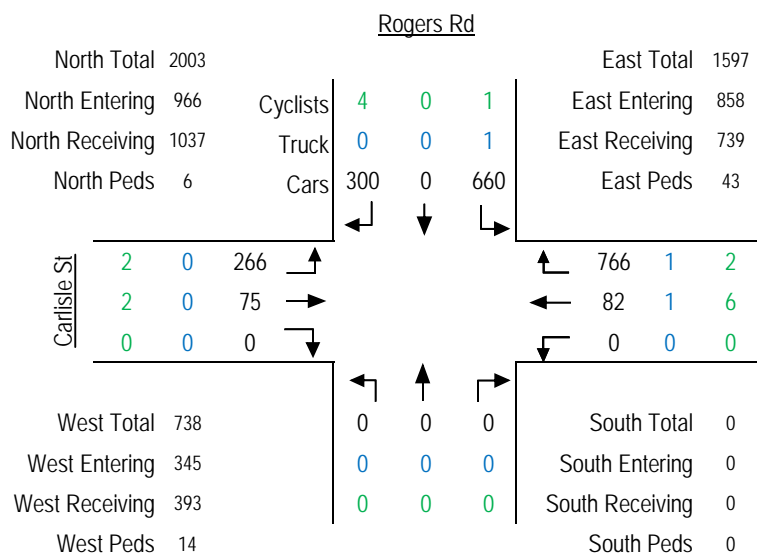 Rogers Rd
North Total 2003
East Total 1597
North Entering 966
Cyclists 4 0 1
East Entering 858
North Receiving 1037
Truck 0 0 1
East Receiving 739
North Peds 6
Cars 300 0 660
East Peds 43
Carlisle St
2 0 266
766 1 2
2 0 75
82 1 6
0 0 0
0 0 0
West Total 738
0 0 0
South Total 0
West Entering 345
0 0 0
South Entering 0
West Receiving 393
0 0 0
South Receiving 0
West Peds 14
South Peds 0